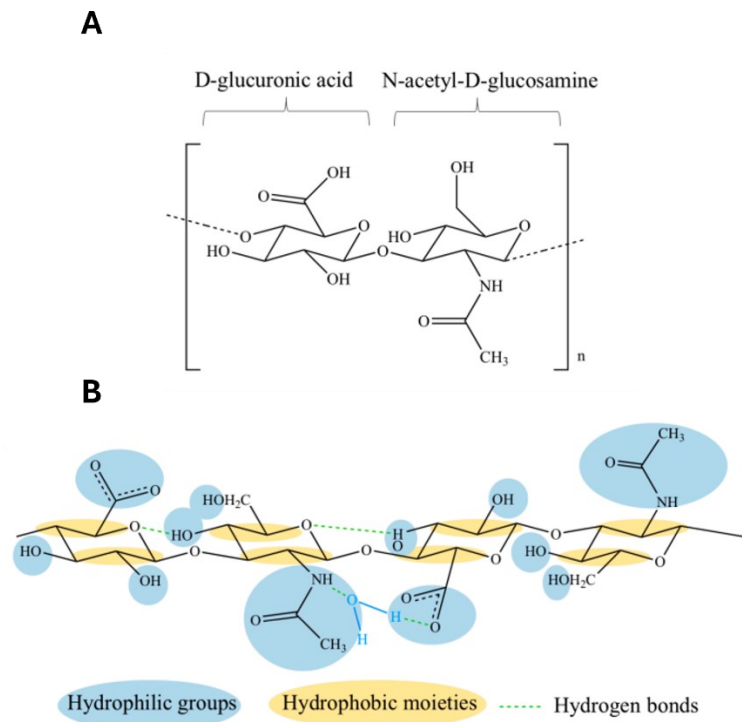 A
D-glucuronic acid N-acetyl-D-glucosamine
OH
OH
O
O
O
O
HO
HO
O
OH
NH
O
CH3
n
B
CH3
O
O
O
HOH2C
OH
NH
O
HO
O
H
O
O
HO
OH
O
O
HO
O
O
HOH2C
NH
O
O
H
O
O
H
CH3
Hydrophilic groups Hydrophobic moieties Hydrogen bonds